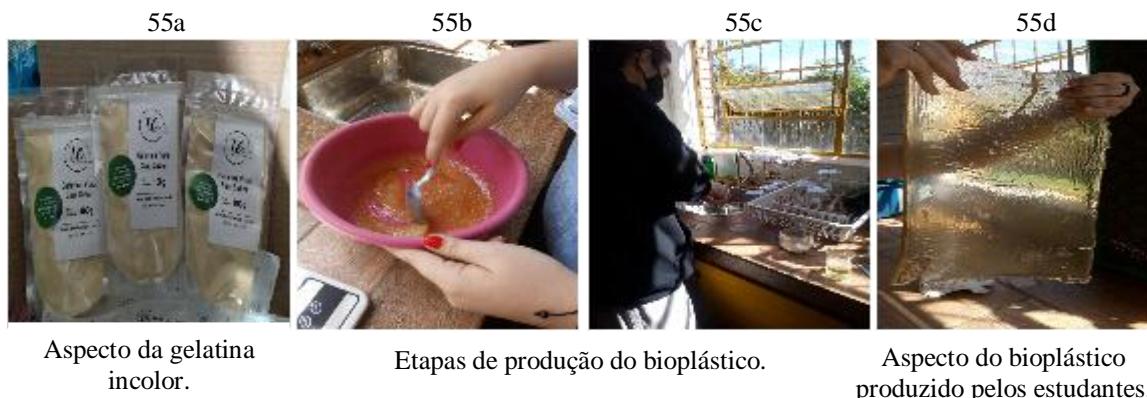 55a
55b
55c
55d
Aspecto da gelatina
incolor.
Etapas de produção do bioplástico.
Aspecto do bioplástico
produzido pelos estudantes